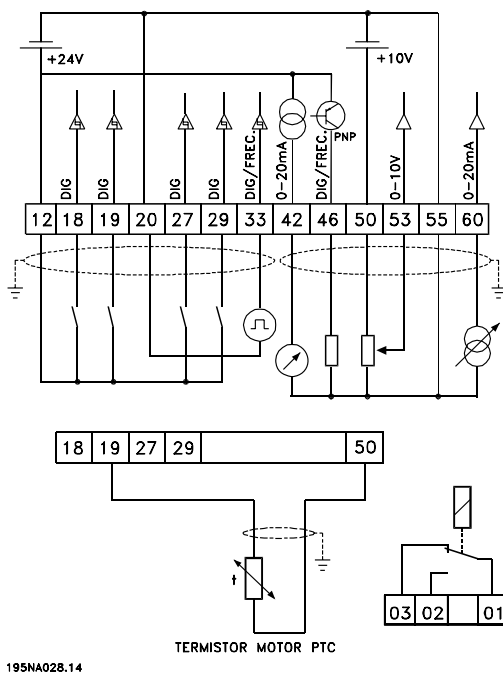 +24V
+10V
PNP
DIG
DIG
DIG
DIG
DIG/FREC.
0-20mA
DIG/FREC.
0-10V
0-20mA
12 18 19 20 27 29 33 42 46 50 53 55 60
18 19 27 29 50
t
03 02 01
TERMISTOR MOTOR PTC
195NA028.14